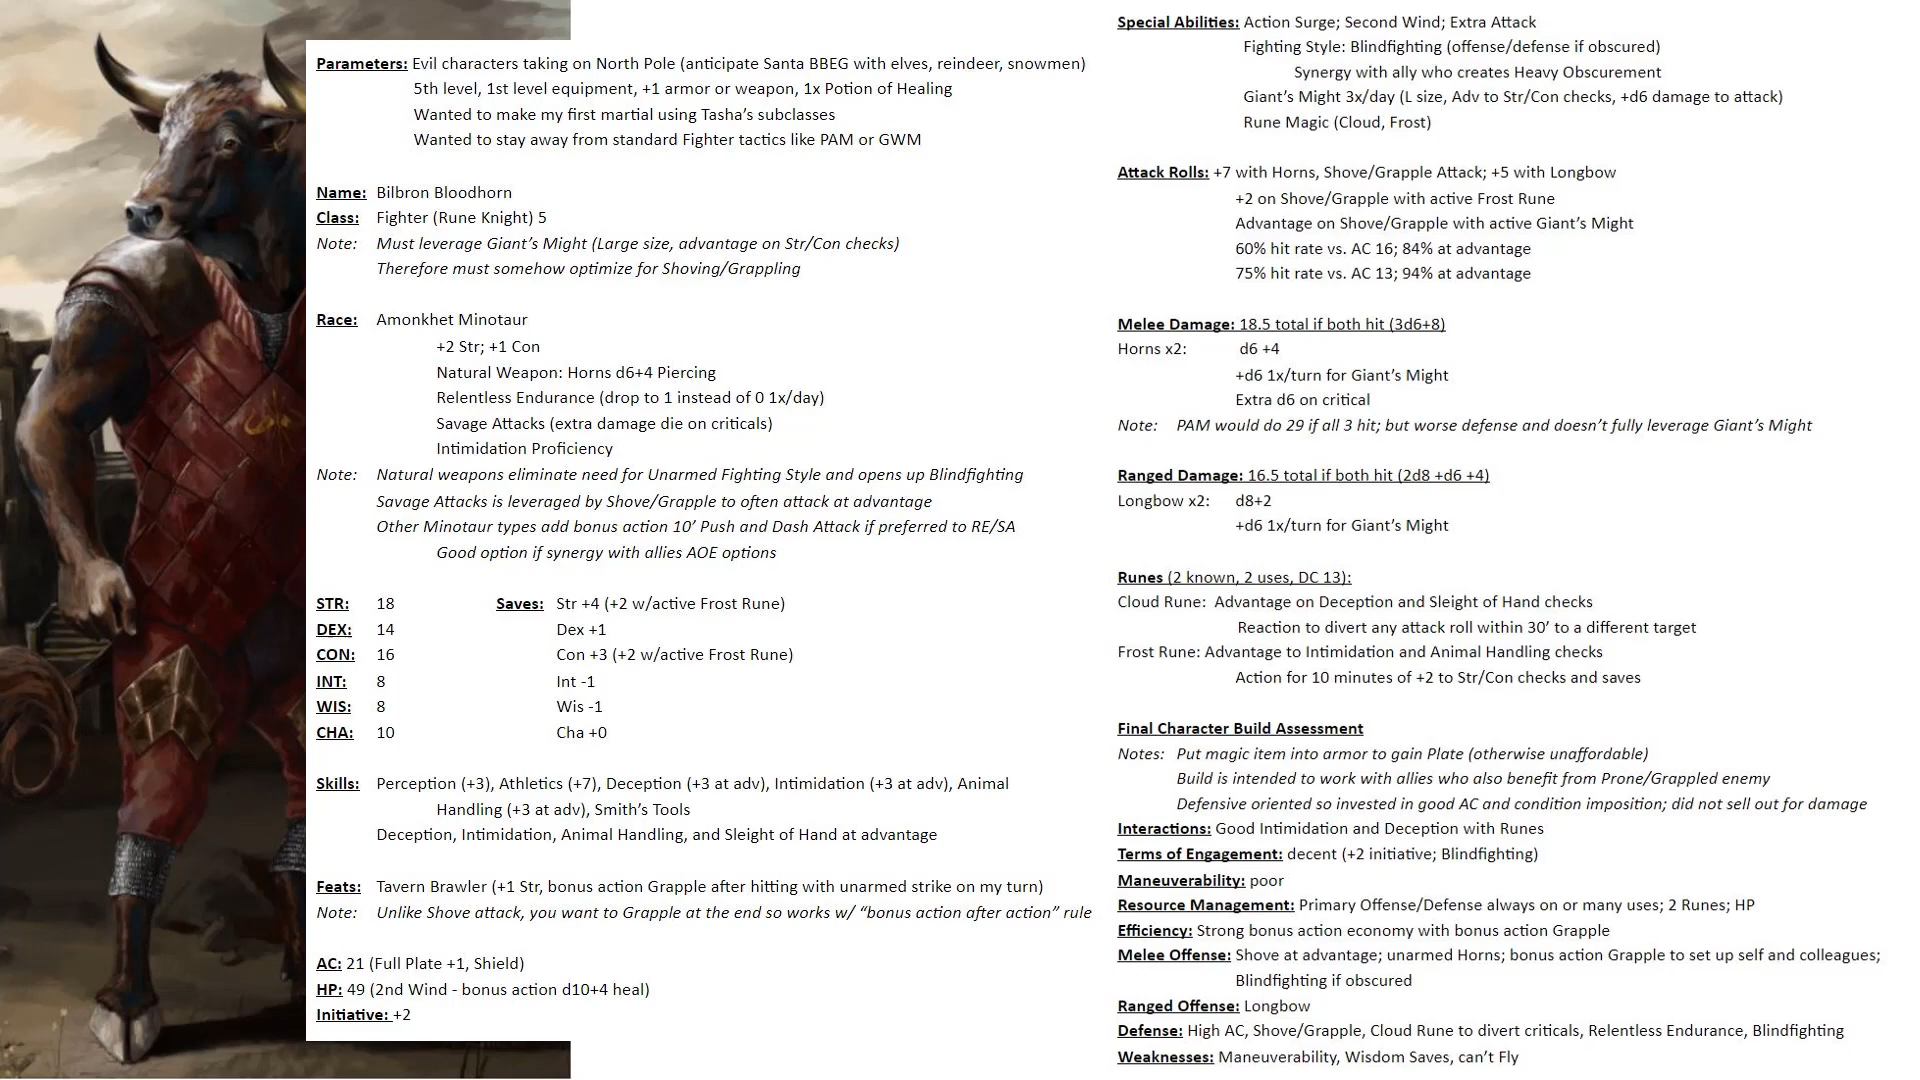 Parameters: Evil characters taking on North Pole (anticipate Santa BBEG with elves, reindeer, snowmen)
5th level, 1st level equipment, +1 armor or weapon, 1x Potion of Healing
Wanted to make my first martial using Tasha’s subclasses
Wanted to stay away from standard Fighter tactics like PAM or GWM
Name: Bilbron Bloodhorn
Class: Fighter (Rune Knight) 5
Note: Must leverage Giant’s Might (Large size, advantage on Str/Con checks)
Therefore must somehow optimize for Shoving/Grappling
Race: Amonkhet Minotaur
+2 Str; +1 Con
Natural Weapon: Horns d6+4 Piercing
Relentless Endurance (drop to 1 instead of 0 1x/day)
Savage Attacks (extra damage die on criticals)
Intimidation Proficiency
Note: Natural weapons eliminate need for Unarmed Fighting Style and opens up Blindfighting
Savage Attacks is leveraged by Shove/Grapple to often attack at advantage
Other Minotaur types add bonus action 10’ Push and Dash Attack if preferred to RE/SA
Good option if synergy with allies AOE options
STR: 18 Saves: Str +4 (+2 w/active Frost Rune)
DEX: 14 Dex +1
CON: 16 Con +3 (+2 w/active Frost Rune)
INT: 8 Int -1
WIS: 8 Wis -1
CHA: 10 Cha +0
Skills: Perception (+3), Athletics (+7), Deception (+3 at adv), Intimidation (+3 at adv), Animal
Handling (+3 at adv), Smith’s Tools
Deception, Intimidation, Animal Handling, and Sleight of Hand at advantage
Feats: Tavern Brawler (+1 Str, bonus action Grapple after hitting with unarmed strike on my turn)
Note: Unlike Shove attack, you want to Grapple at the end so works w/ “bonus action after action” rule
AC: 21 (Full Plate +1, Shield)
HP: 49 (2nd Wind - bonus action d10+4 heal)
Initiative: +2
Special Abilities: Action Surge; Second Wind; Extra Attack
Fighting Style: Blindfighting (offense/defense if obscured)
Synergy with ally who creates Heavy Obscurement
Giant’s Might 3x/day (L size, Adv to Str/Con checks, +d6 damage to attack)
Rune Magic (Cloud, Frost)
Attack Rolls: +7 with Horns, Shove/Grapple Attack; +5 with Longbow
+2 on Shove/Grapple with active Frost Rune
Advantage on Shove/Grapple with active Giant’s Might
60% hit rate vs. AC 16; 84% at advantage
75% hit rate vs. AC 13; 94% at advantage
Melee Damage: 18.5 total if both hit (3d6+8)
Horns x2: d6 +4
+d6 1x/turn for Giant’s Might
Extra d6 on critical
Note: PAM would do 29 if all 3 hit; but worse defense and doesn’t fully leverage Giant’s Might
Ranged Damage: 16.5 total if both hit (2d8 +d6 +4)
Longbow x2: d8+2
+d6 1x/turn for Giant’s Might
Runes (2 known, 2 uses, DC 13):
Cloud Rune: Advantage on Deception and Sleight of Hand checks
Reaction to divert any attack roll within 30’ to a different target
Frost Rune: Advantage to Intimidation and Animal Handling checks
Action for 10 minutes of +2 to Str/Con checks and saves
Final Character Build Assessment
Notes: Put magic item into armor to gain Plate (otherwise unaffordable)
Build is intended to work with allies who also benefit from Prone/Grappled enemy
Defensive oriented so invested in good AC and condition imposition; did not sell out for damage
Interactions: Good Intimidation and Deception with Runes
Terms of Engagement: decent (+2 initiative; Blindfighting)
Maneuverability: poor
Resource Management: Primary Offense/Defense always on or many uses; 2 Runes; HP
Efficiency: Strong bonus action economy with bonus action Grapple
Melee Offense: Shove at advantage; unarmed Horns; bonus action Grapple to set up self and colleagues;
Blindfighting if obscured
Ranged Offense: Longbow
Defense: High AC, Shove/Grapple, Cloud Rune to divert criticals, Relentless Endurance, Blindfighting
Weaknesses: Maneuverability, Wisdom Saves, can’t Fly